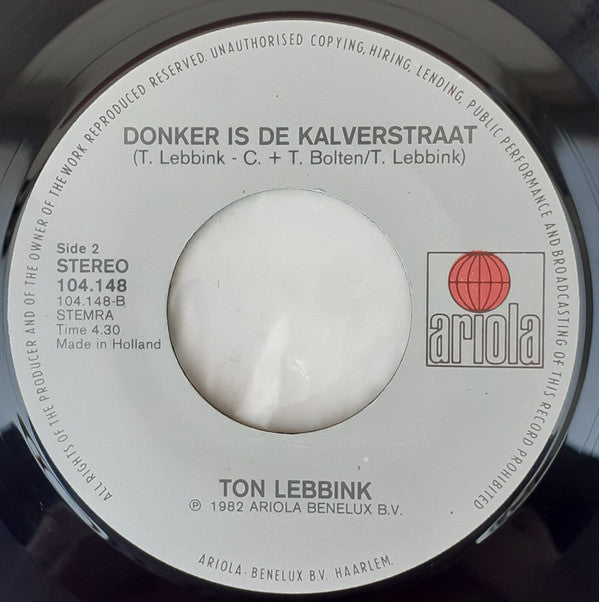 ALL RIGHTS OF THE PRODUCER AND OF THE OWNER OF THE WORK REPRODUCED RESERVED. UNAUTHORISED COPYING, HIRING, LENDING, PUBLIC PERFORMANCE AND BROADCASTING OF THIS RECORD PROHIBITED
DONKER IS DE KALVERSTRAAT
(T. Lebbink - C. + T. Bolten/T. Lebbink)
Side 2
STEREO
104.148
104.148-B
STEMRA
Time 4.30
Made in Holland
ariola
TON LEBBINK
℗ 1982 ARIOLA BENELUX B.V.
ARIOLA - BENELUX B.V. HAARLEM.